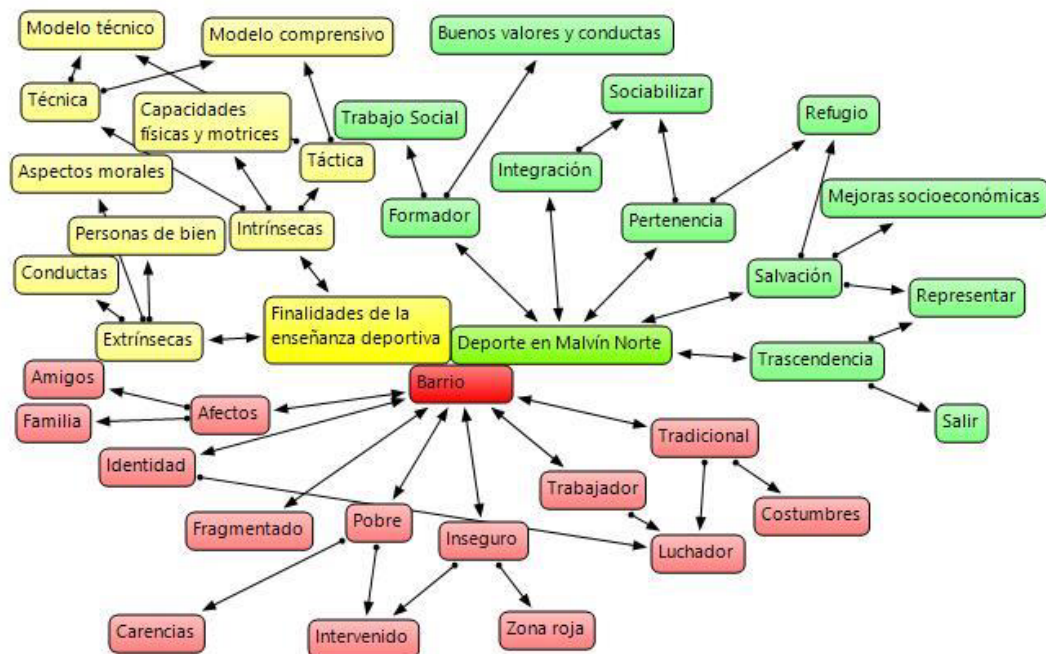 Modelo técnico
Modelo comprensivo
Buenos valores y conductas
Técnica
Capacidades
físicas y motrices
Trabajo Social
Sociabilizar
Refugio
Táctica
Integración
Aspectos morales
Mejoras socioeconómicas
Formador
Pertenencia
Personas de bien
Intrínsecas
Conductas
Salvación
Representar
Finalidades de la
enseñanza deportiva
Extrínsecas
Deporte en Malvín Norte
Trascendencia
Amigos
Barrio
Familia
Afectos
Salir
Tradicional
Identidad
Trabajador
Costumbres
Fragmentado
Pobre
Inseguro
Luchador
Carencias
Intervenido
Zona roja